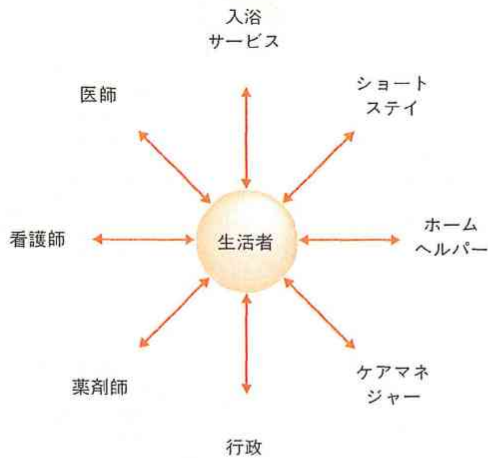 入浴
サービス
医師
ショート
ステイ
看護師
生活者
ホーム
ヘルパー
薬剤師
ケアマネ
ジャー
行政